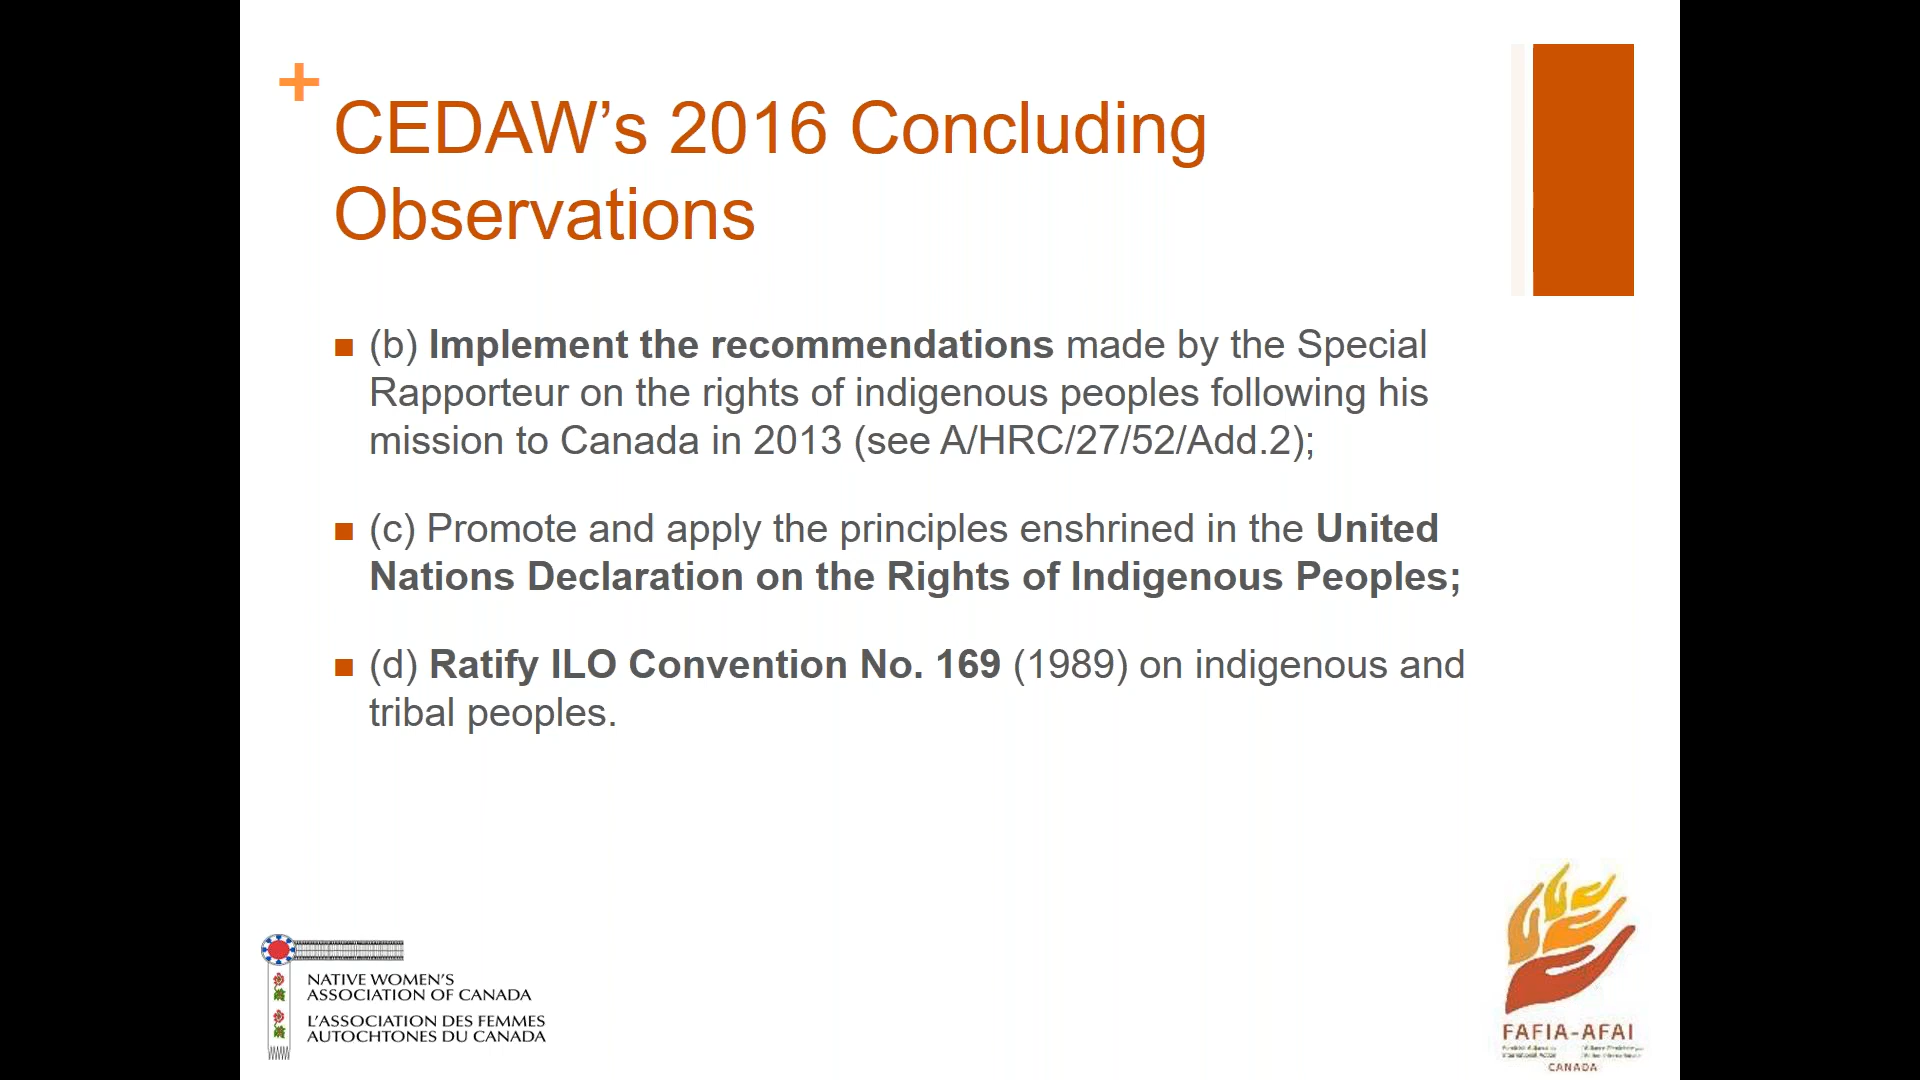 +
CEDAW’s 2016 Concluding
Observations
(b) Implement the recommendations made by the Special
Rapporteur on the rights of indigenous peoples following his
mission to Canada in 2013 (see A/HRC/27/52/Add.2);
(c) Promote and apply the principles enshrined in the United
Nations Declaration on the Rights of Indigenous Peoples;
(d) Ratify ILO Convention No. 169 (1989) on indigenous and
tribal peoples.
NATIVE WOMEN'S
ASSOCIATION OF CANADA
L'ASSOCIATION DES FEMMES
AUTOCHTONES DU CANADA
FAFIA-AFAI
CANADA